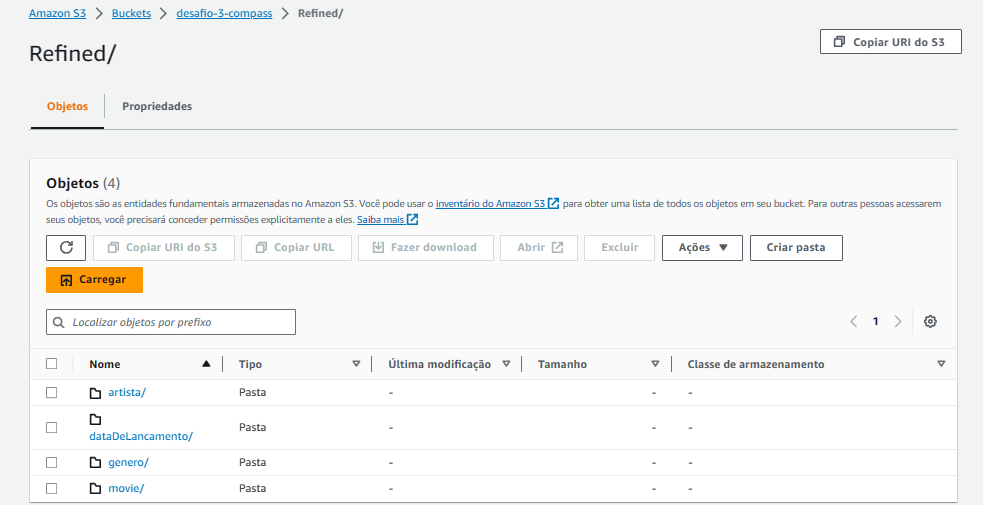 Amazon S3 > Buckets > desafio-3-compass > Refined/
Refined/
Copiar URI do S3
Objetos Propriedades
Objetos (4)
Os objetos são as entidades fundamentais armazenadas no Amazon S3. Você pode usar o inventário do Amazon S3 para obter uma lista de todos os objetos em seu bucket. Para outras pessoas acessarem
seus objetos, você precisará conceder permissões explicitamente a eles. Saiba mais
Copiar URI do S3 Copiar URL Fazer download Abrir Excluir Ações Criar pasta
Carregar
Localizar objetos por prefixo
1
Nome Tipo Última modificação Tamanho Classe de armazenamento
artista/ Pasta - - -
dataDeLancamento/ Pasta - - -
genero/ Pasta - - -
movie/ Pasta - - -